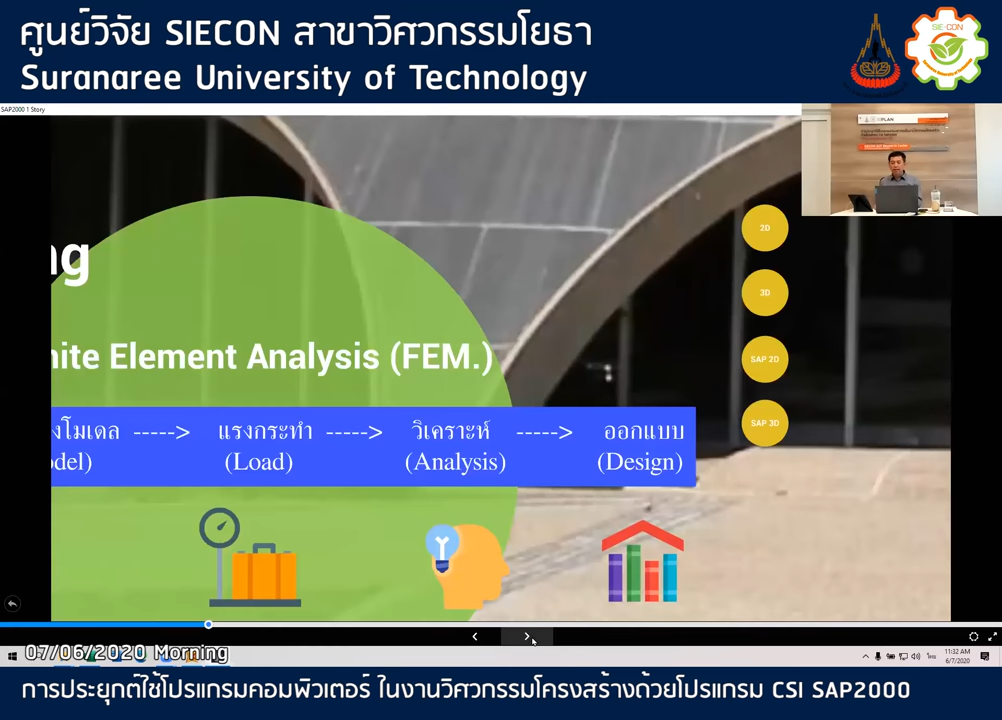 ศูนย์วิจัย SIECON สาขาวิศวกรรมโยธา
Suranaree University of Technology
SIE-CON
SAP2000 1 Story
2D
3D
SAP 2D
SAP 3D
ng
nite Element Analysis (FEM.)
งโมเดล -----> แรงกระทำ -----> วิเคราะห์ -----> ออกแบบ
odel) (Load) (Analysis) (Design)
07/06/2020 Morning
11:32 AM
6/7/2020
การประยุกต์ใช้โปรแกรมคอมพิวเตอร์ ในงานวิศวกรรมโครงสร้างด้วยโปรแกรม CSI SAP2000